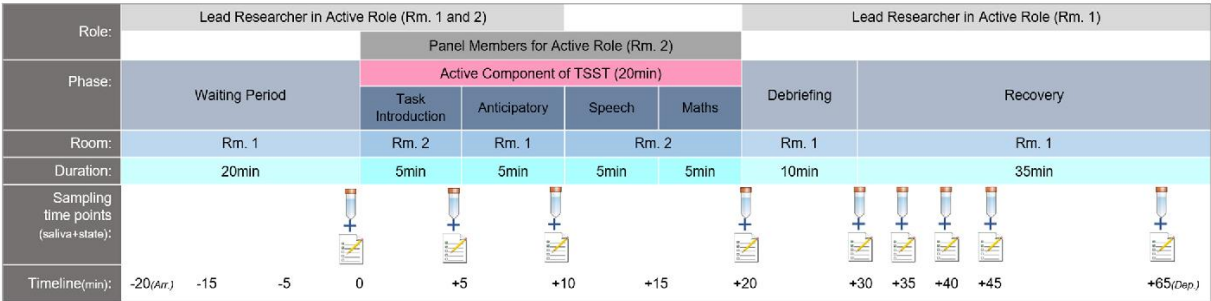 Role:
Lead Researcher in Active Role (Rm. 1 and 2)
Lead Researcher in Active Role (Rm. 1)
Panel Members for Active Role (Rm. 2)
Phase:
Waiting Period
Active Component of TSST (20min)
Task
Introduction
Anticipatory
Speech
Maths
Debriefing
Recovery
Room:
Rm. 1
Rm. 2
Rm. 1
Rm. 2
Rm. 1
Rm. 1
Duration:
20min
5min
5min
5min
5min
10min
35min
Sampling
time points
(saliva+state):
Timeline(min):
-20(Arr.)
-15
-5
0
+5
+10
+15
+20
+30
+35
+40
+45
+65(Dep.)